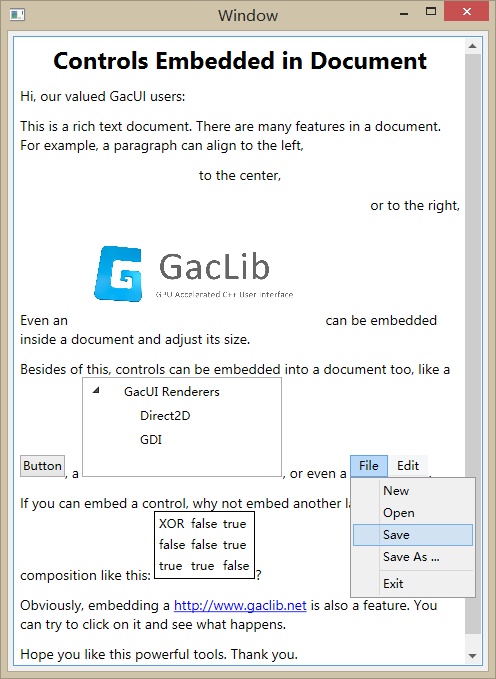 Window
Controls Embedded in Document
Hi, our valued GacUI users:
This is a rich text document. There are many features in a document.
For example, a paragraph can align to the left,
to the center,
or to the right,
GacLib
GPU Accelerated C++ User Interface
Even an can be embedded
inside a document and adjust its size.
Besides of this, controls can be embedded into a document too, like a
GacUI Renderers
Direct2D
GDI
Button, a , or even a File Edit .
New
Open
Save
Save As ...
Exit
If you can embed a control, why not embed another
XOR false true
false false true
true true false
composition like this: ?
Obviously, embedding a http://www.gaclib.net is also a feature. You
can try to click on it and see what happens.
Hope you like this powerful tools. Thank you.